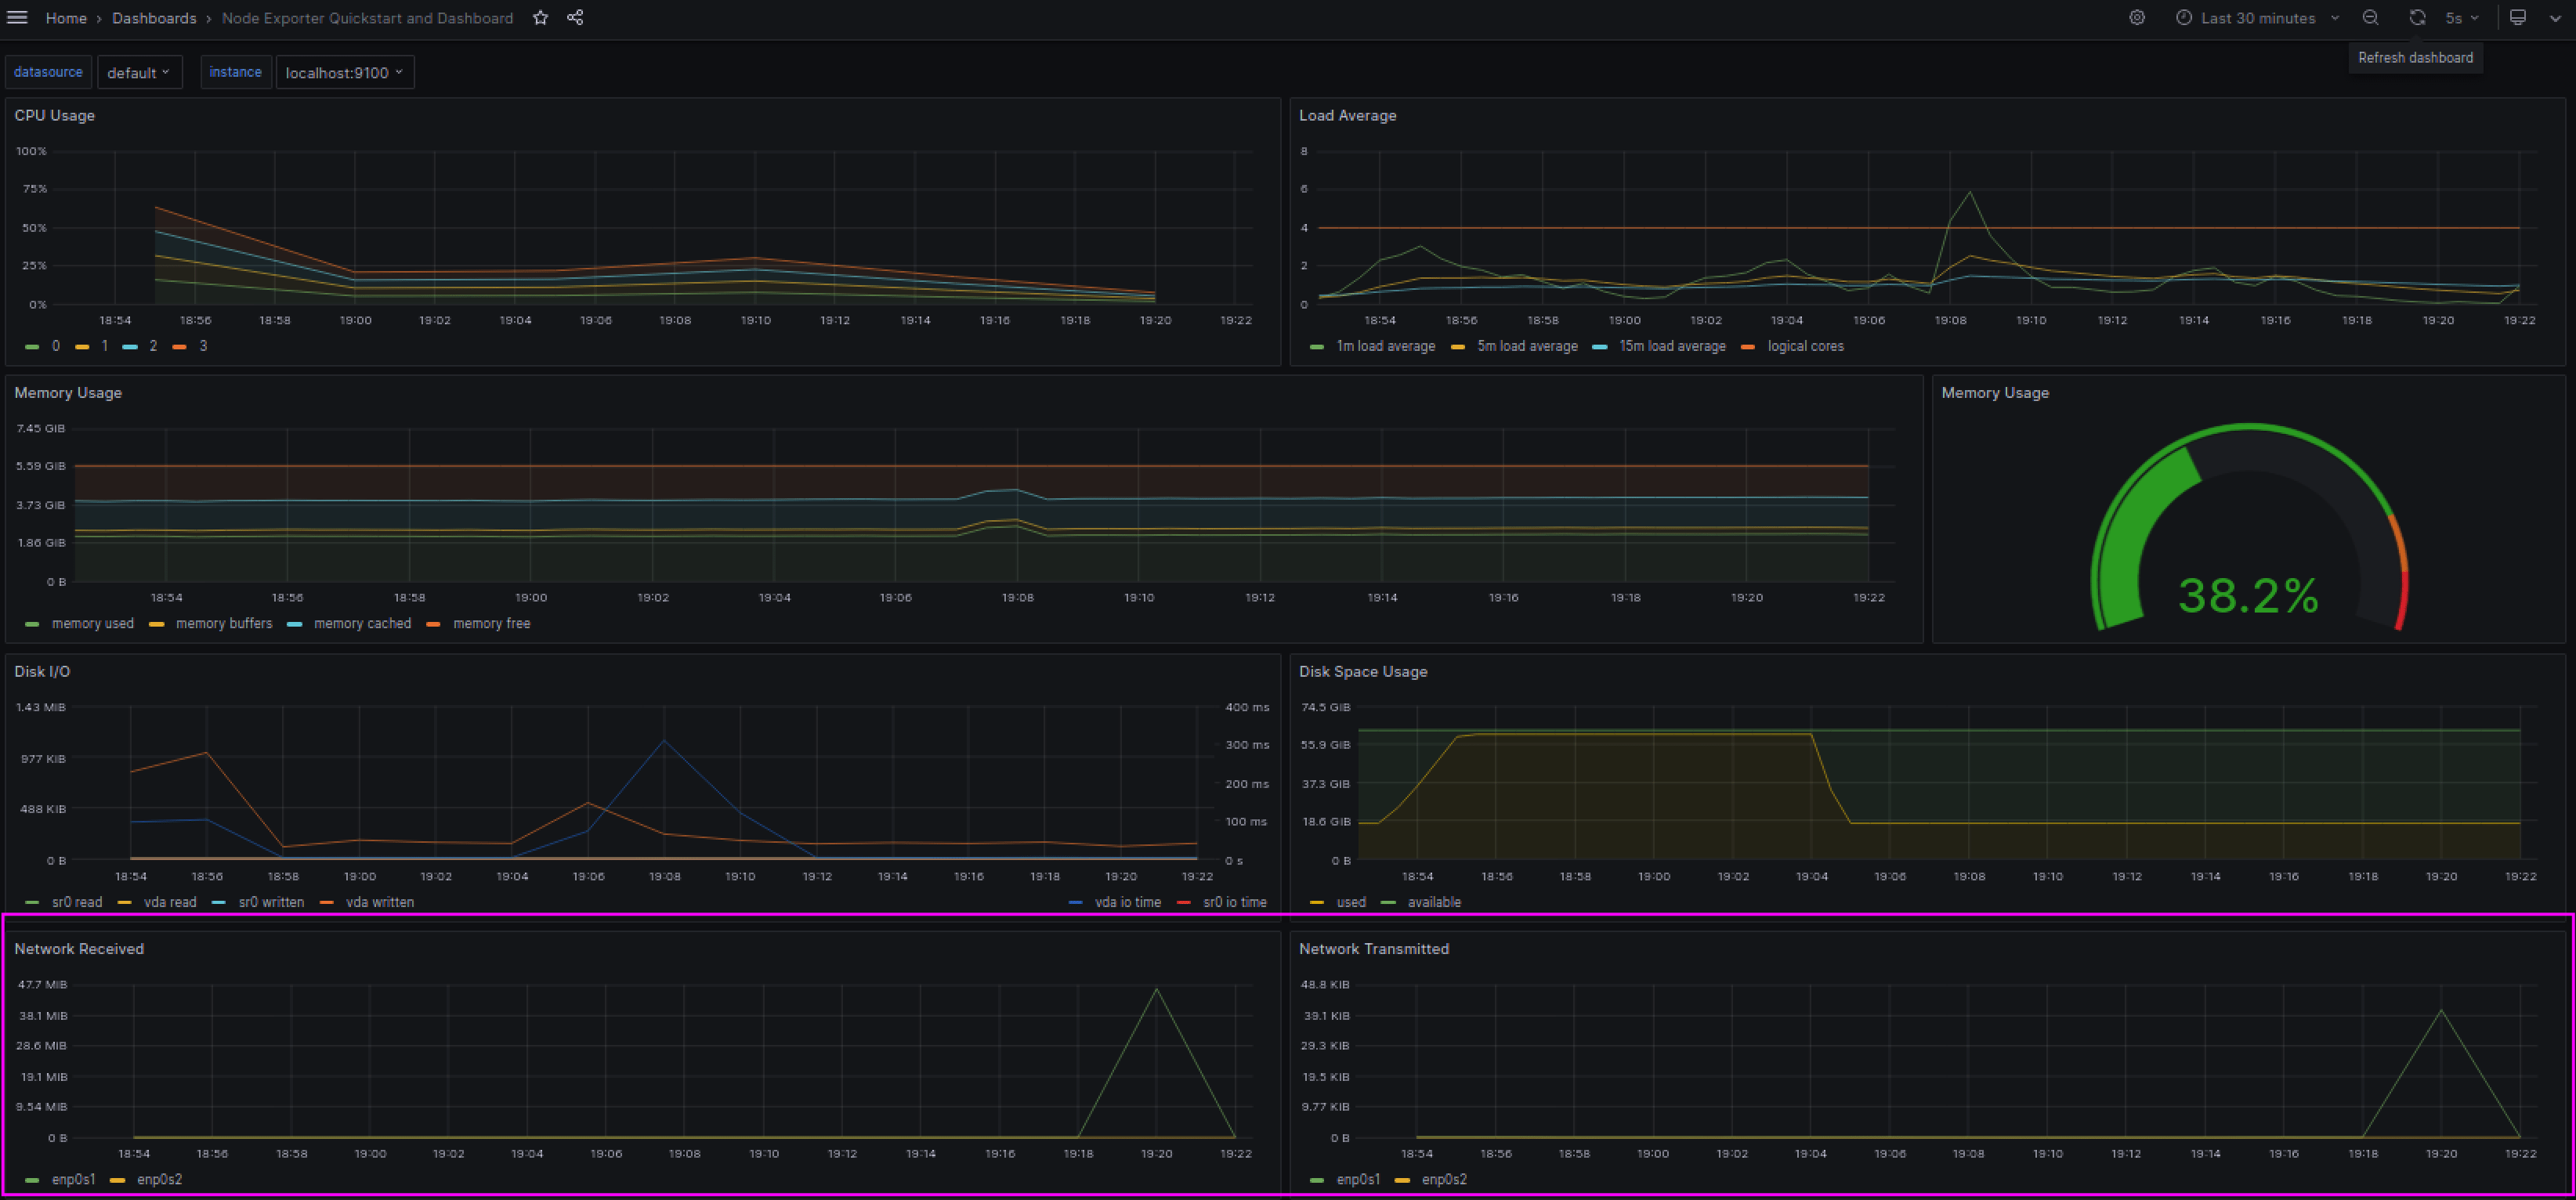 Home › Dashboards › Node Exporter Quickstart and Dashboard
Last 30 minutes
5s
Refresh dashboard
datasource default instance localhost:9100
CPU Usage
100%
75%
50%
25%
0%
18:54 18:56 18:58 19:00 19:02 19:04 19:06 19:08 19:10 19:12 19:14 19:16 19:18 19:20 19:22
0 1 2 3
Load Average
8
6
4
2
0
18:54 18:56 18:58 19:00 19:02 19:04 19:06 19:08 19:10 19:12 19:14 19:16 19:18 19:20 19:22
1m load average 5m load average 15m load average logical cores
Memory Usage
7.45 GIB
5.59 GIB
3.73 GIB
1.86 GIB
0 B
18:54 18:56 18:58 19:00 19:02 19:04 19:06 19:08 19:10 19:12 19:14 19:16 19:18 19:20 19:22
memory used memory buffers memory cached memory free
Memory Usage
38.2%
Disk I/O
1.43 MIB
977 KIB
488 KIB
0 B
400 ms
300 ms
200 ms
100 ms
0 s
18:54 18:56 18:58 19:00 19:02 19:04 19:06 19:08 19:10 19:12 19:14 19:16 19:18 19:20 19:22
sr0 read vda read sr0 written vda written vda io time sr0 io time
Disk Space Usage
74.5 GIB
55.9 GIB
37.3 GIB
18.6 GIB
0 B
18:54 18:56 18:58 19:00 19:02 19:04 19:06 19:08 19:10 19:12 19:14 19:16 19:18 19:20 19:22
used available
Network Received
47.7 MIB
38.1 MIB
28.6 MIB
19.1 MIB
9.54 MIB
0 B
18:54 18:56 18:58 19:00 19:02 19:04 19:06 19:08 19:10 19:12 19:14 19:16 19:18 19:20 19:22
enp0s1 enp0s2
Network Transmitted
48.8 KIB
39.1 KIB
29.3 KIB
19.5 KIB
9.77 KIB
0 B
18:54 18:56 18:58 19:00 19:02 19:04 19:06 19:08 19:10 19:12 19:14 19:16 19:18 19:20 19:22
enp0s1 enp0s2